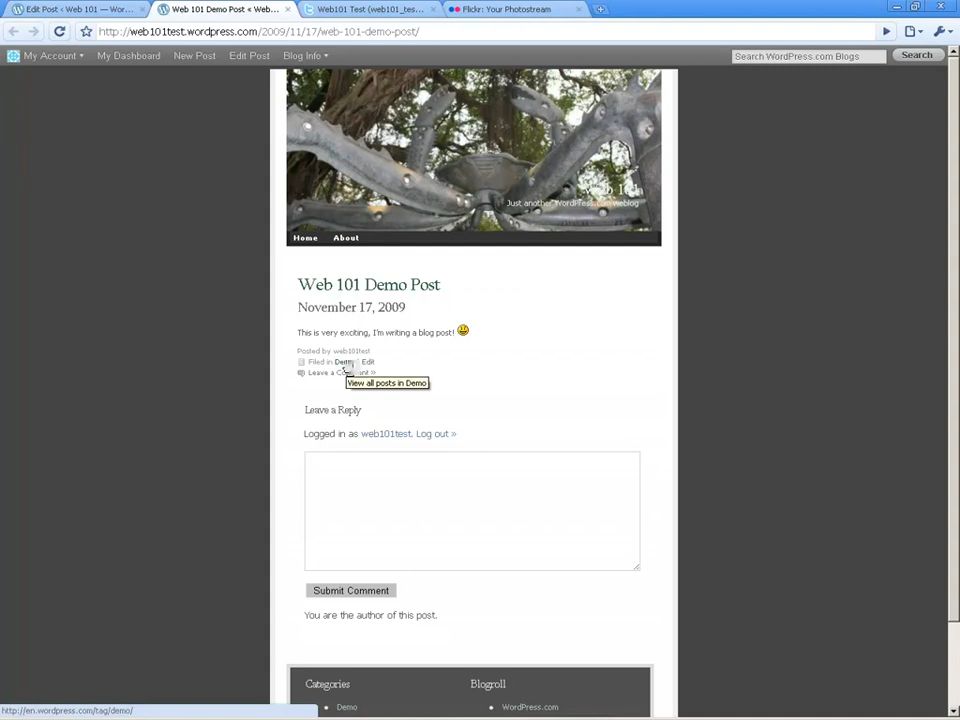 Edit Post < Web 101 — Wor...
Web 101 Demo Post « Web...
Web101 Test (web101_tes...
Flickr: Your Photostream
http://web101test.wordpress.com/2009/11/17/web-101-demo-post/
My Account
My Dashboard
New Post
Edit Post
Blog Info
Search WordPress.com Blogs
Search
Just another WordPress.com weblog
Home
About
Web 101 Demo Post
November 17, 2009
This is very exciting, I'm writing a blog post!
Posted by web101test
Filed in Demo | Edit
Leave a Comment »
View all posts in Demo
Leave a Reply
Logged in as web101test. Log out »
Submit Comment
You are the author of this post.
Categories
Blogroll
Demo
WordPress.com
http://en.wordpress.com/tag/demo/